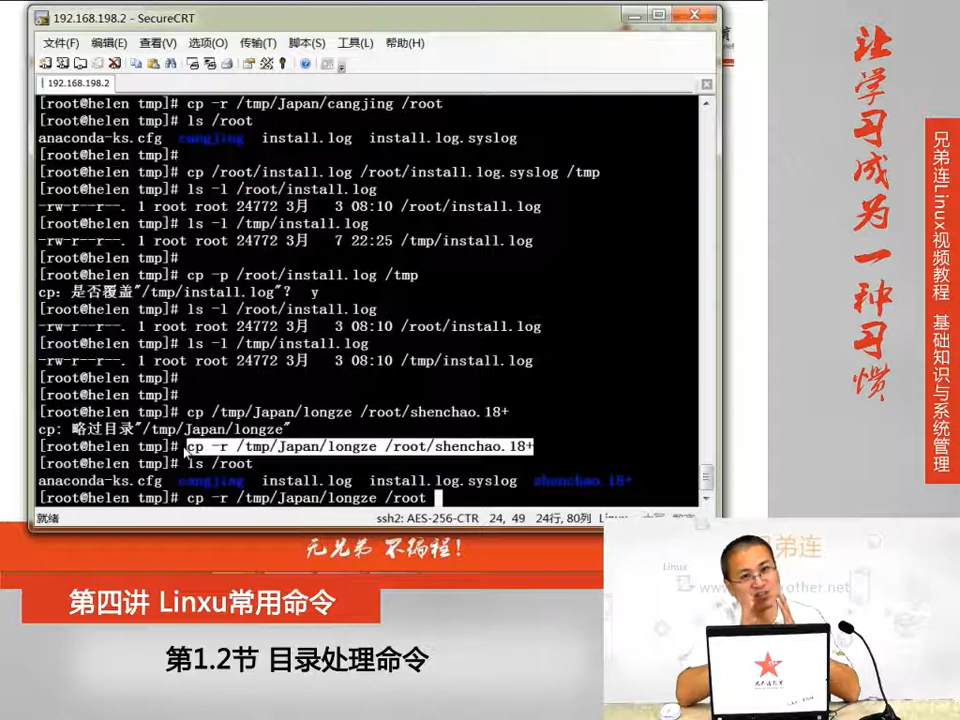 192.168.198.2 - SecureCRT
文件(F) 编辑(E) 查看(V) 选项(O) 传输(T) 脚本(S) 工具(L) 帮助(H)
192.168.198.2
[root@helen tmp]# cp -r /tmp/Japan/cangjing /root
[root@helen tmp]# ls /root
anaconda-ks.cfg cangjing install.log install.log.syslog
[root@helen tmp]#
[root@helen tmp]# cp /root/install.log /root/install.log.syslog /tmp
[root@helen tmp]# ls -l /root/install.log
-rw-r--r--. 1 root root 24772 3月 3 08:10 /root/install.log
[root@helen tmp]# ls -l /tmp/install.log
-rw-r--r--. 1 root root 24772 3月 7 22:25 /tmp/install.log
[root@helen tmp]#
[root@helen tmp]# cp -p /root/install.log /tmp
cp: 是否覆盖"/tmp/install.log"? y
[root@helen tmp]# ls -l /root/install.log
-rw-r--r--. 1 root root 24772 3月 3 08:10 /root/install.log
[root@helen tmp]# ls -l /tmp/install.log
-rw-r--r--. 1 root root 24772 3月 3 08:10 /tmp/install.log
[root@helen tmp]#
[root@helen tmp]#
[root@helen tmp]# cp /tmp/Japan/longze /root/shenchao.18+
cp: 略过目录"/tmp/Japan/longze"
[root@helen tmp]# cp -r /tmp/Japan/longze /root/shenchao.18+
[root@helen tmp]# ls /root
anaconda-ks.cfg cangjing install.log install.log.syslog shenchao.18+
[root@helen tmp]# cp -r /tmp/Japan/longze /root
就绪 ssh2: AES-256-CTR 24, 49 24行, 80列 Linux
让学习成为一种习惯
兄弟连Linux视频教程 基础知识与系统管理
无兄弟 不编程!
第四讲 Linxu常用命令
第1.2节 目录处理命令
兄弟连
Linux